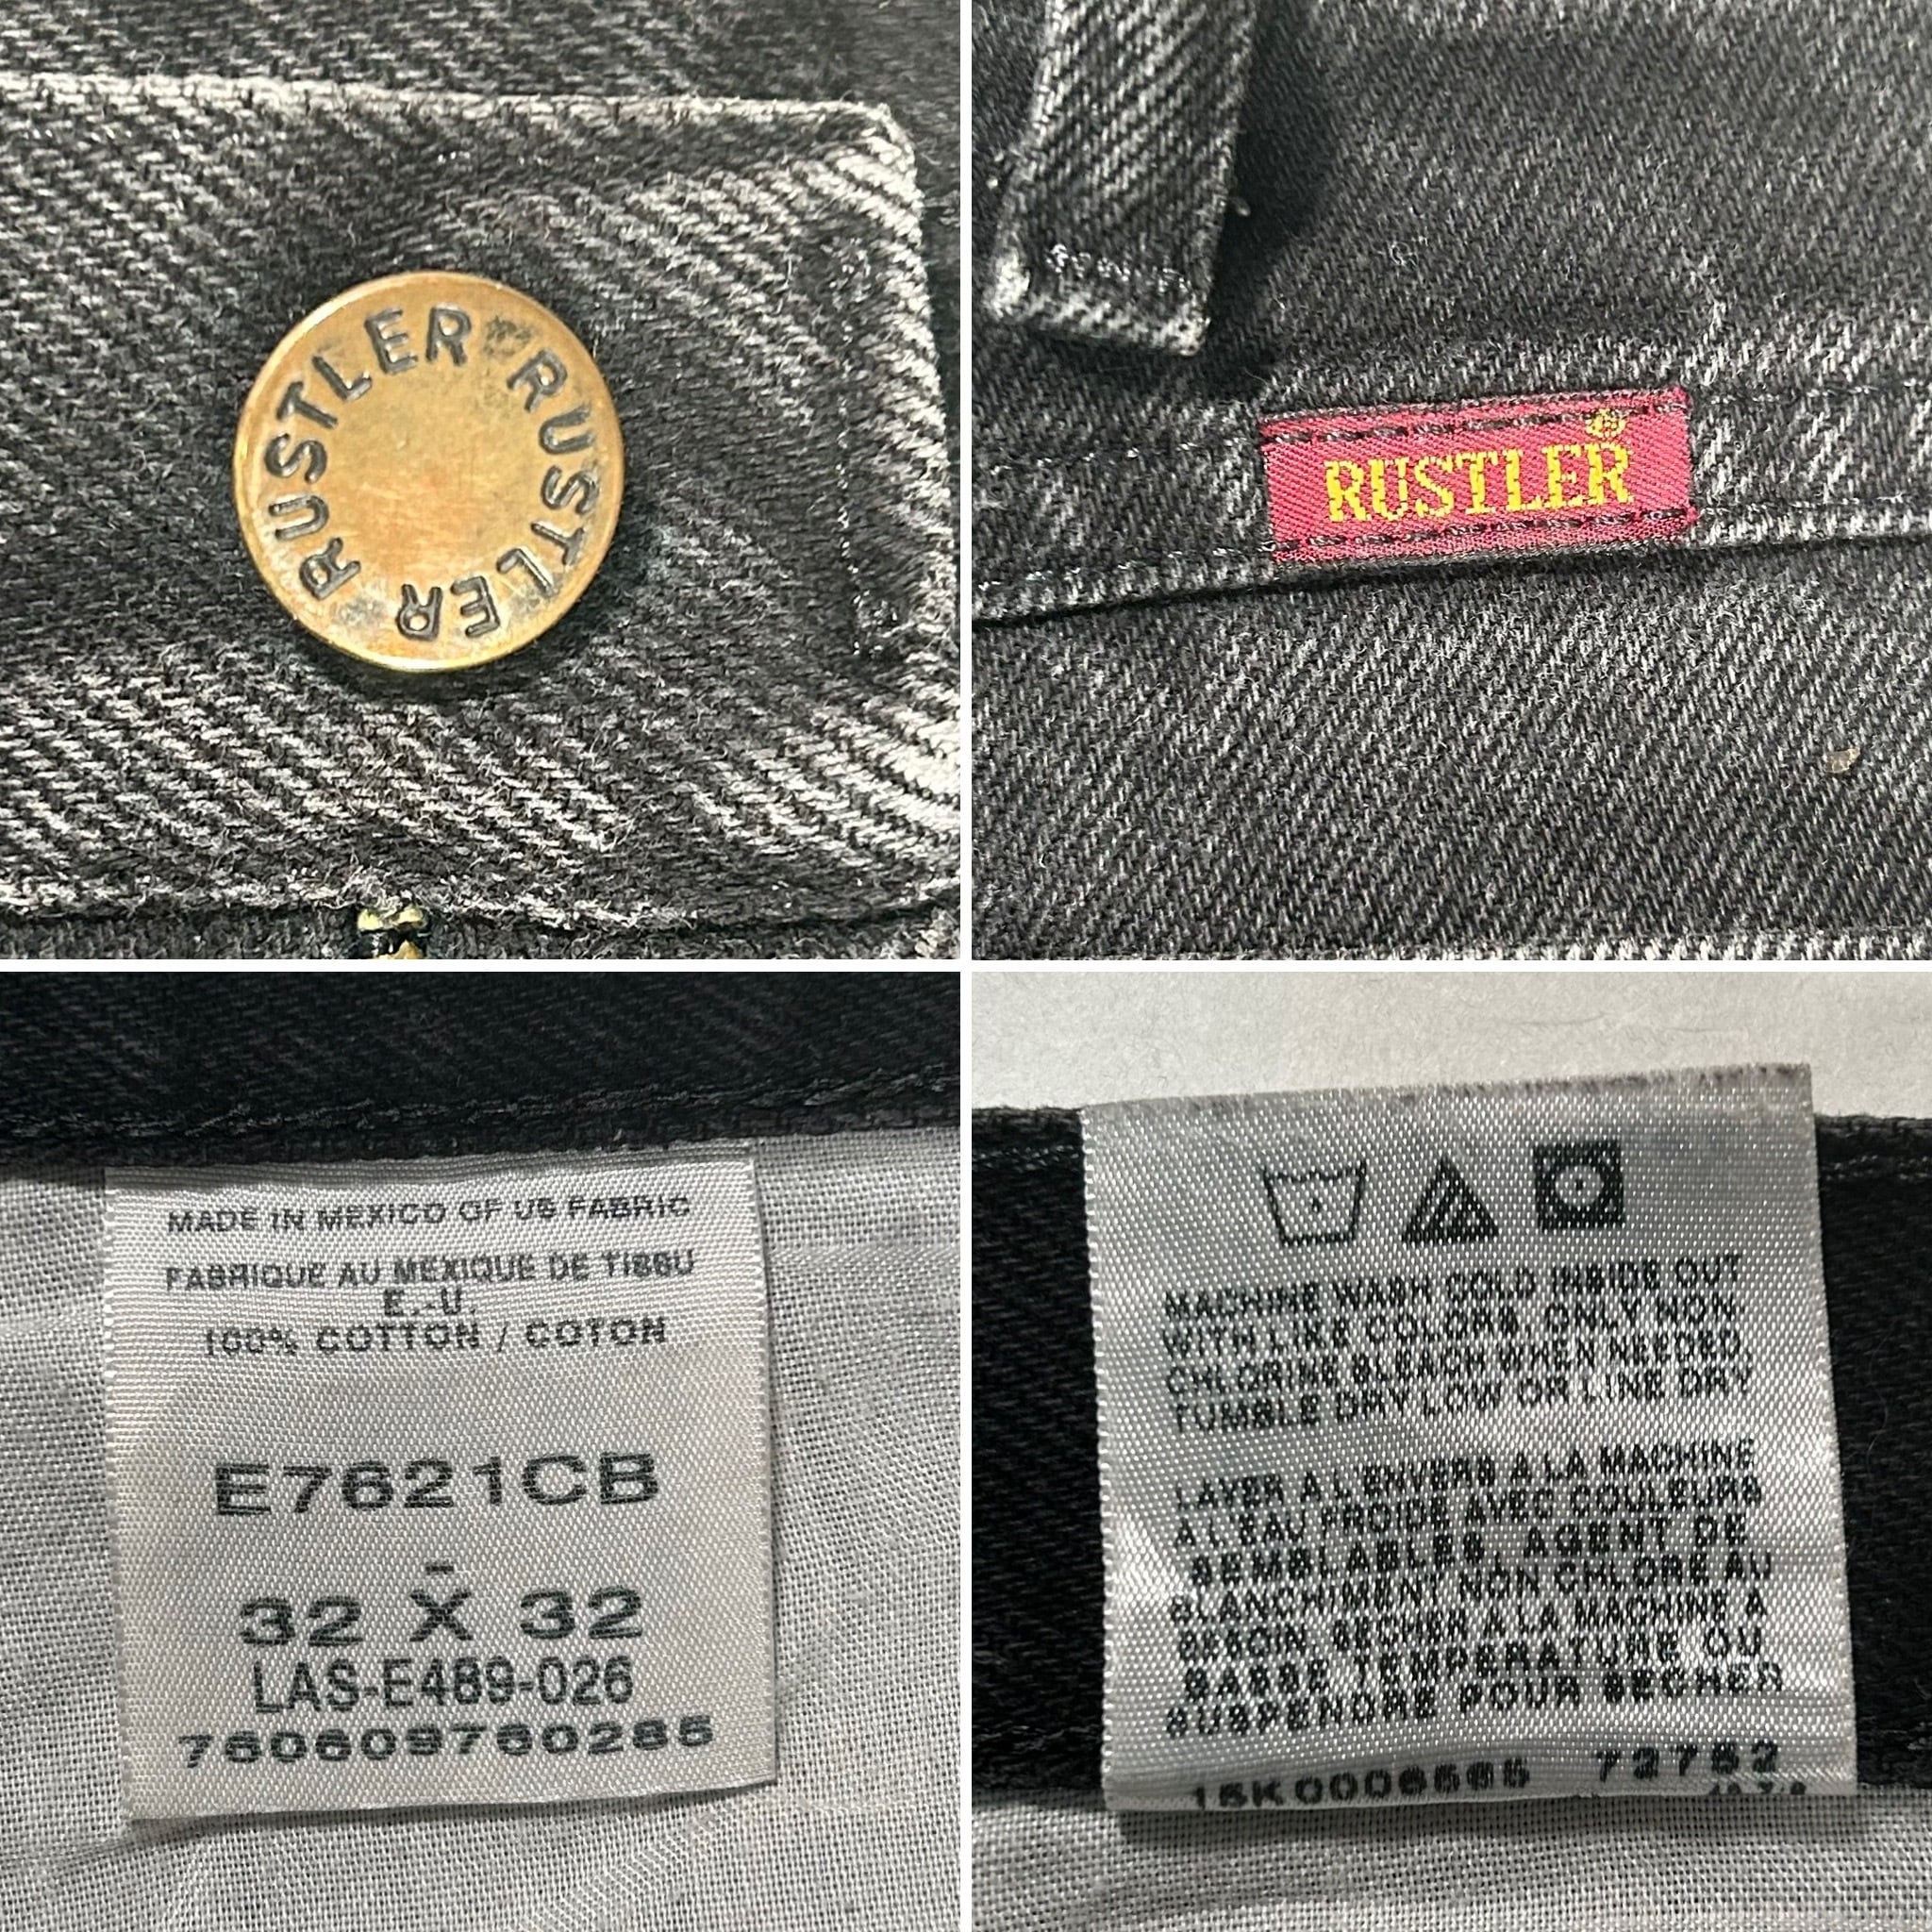 RUSTLER RUSTLER
RUSTLER
MADE IN MEXICO OF US FABRIC
FABRIQUE AU MEXIQUE DE TISSU
E.-U.
100% COTTON / COTON
E7621CB
-
32 X 32
LAS-E489-026
MACHINE WASH COLD INSIDE OUT
WITH LIKE COLORS, ONLY NON-
CHLORINE BLEACH WHEN NEEDED
TUMBLE DRY LOW OR LINE DRY
LAVER A L'ENVERS A LA MACHINE
A L'EAU FROIDE AVEC COULEURS
SEMBLABLES, AGENT DE
BLANCHIMENT NON CHLORE AU
BESOIN, SECHER A LA MACHINE A
BASSE TEMPERATURE OU
SUSPENDRE POUR SECHER
72752